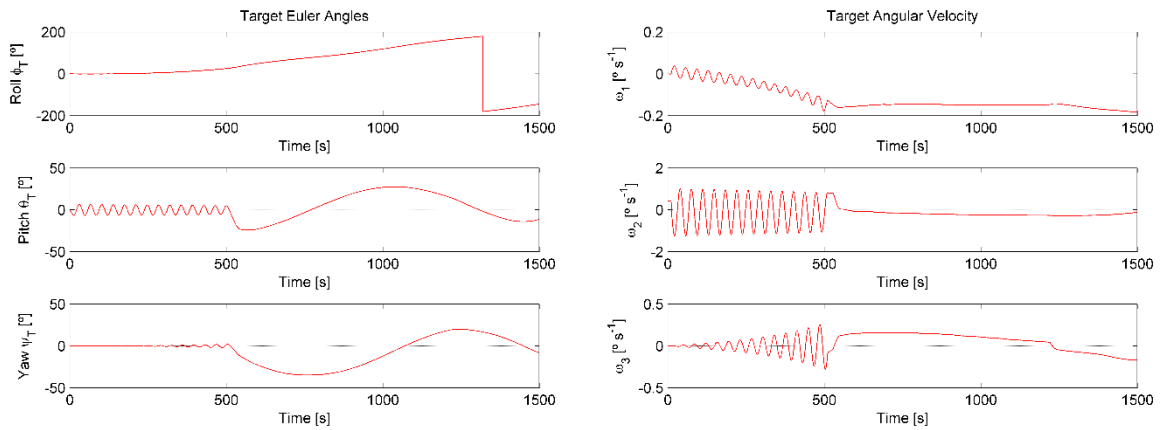 Target Euler Angles
200
0
-200
Roll ϕ_T [º]
0 500 1000 1500
Time [s]
50
0
-50
Pitch θ_T [º]
0 500 1000 1500
Time [s]
50
0
-50
Yaw ψ_T [º]
0 500 1000 1500
Time [s]
Target Angular Velocity
0.2
0
-0.2
ω₁ [º s⁻¹]
0 500 1000 1500
Time [s]
2
0
-2
ω₂ [º s⁻¹]
0 500 1000 1500
Time [s]
0.5
0
-0.5
ω₃ [º s⁻¹]
0 500 1000 1500
Time [s]